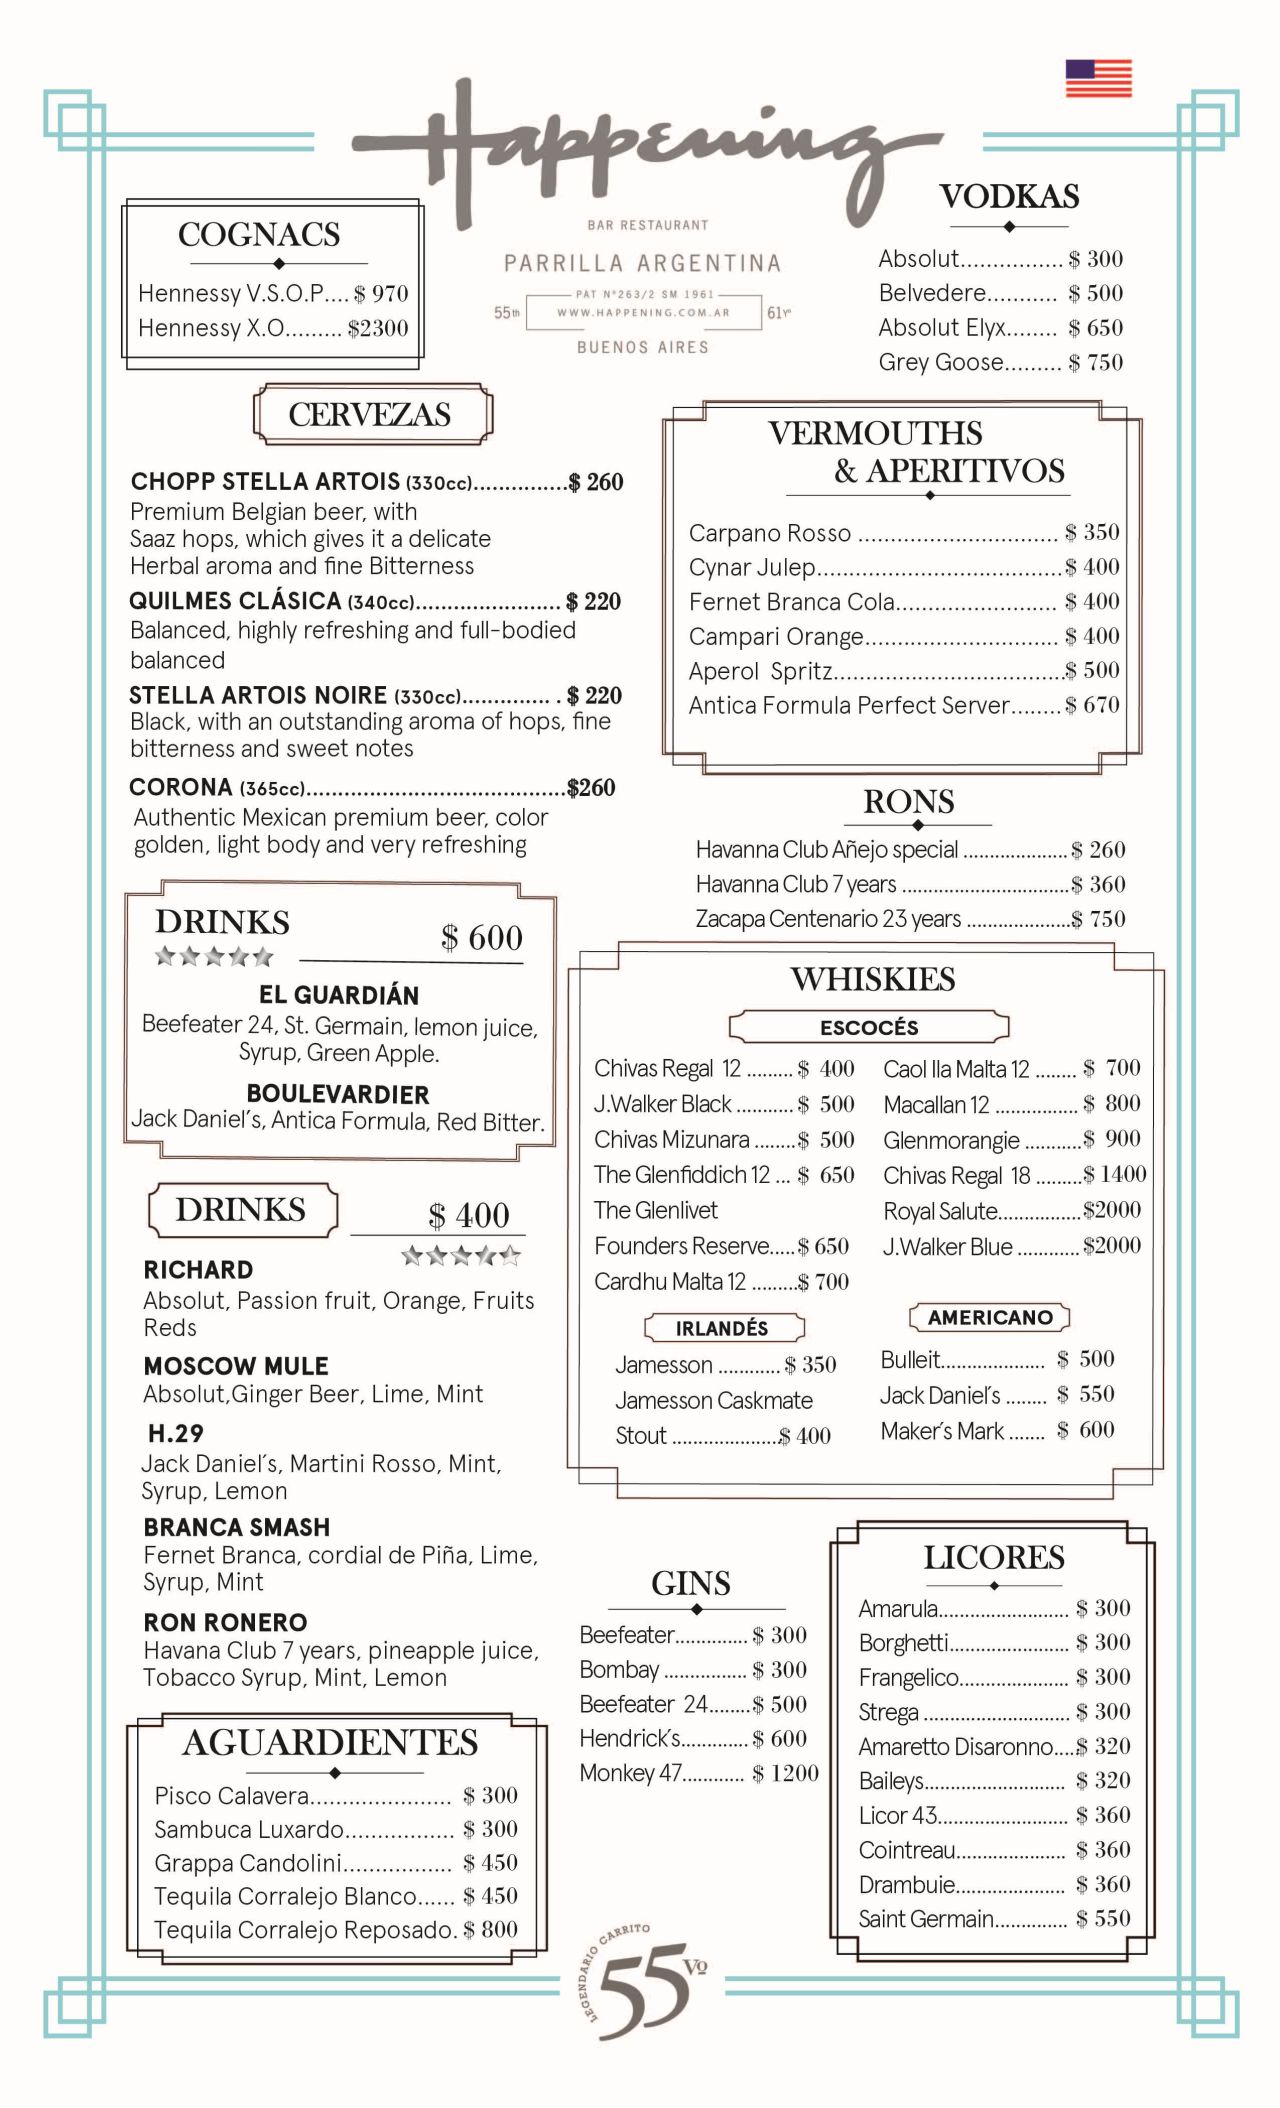 Happening
BAR RESTAURANT
PARRILLA ARGENTINA
PAT N°263/2 SM 1961
55th WWW.HAPPENING.COM.AR 61Yº
BUENOS AIRES
COGNACS
Hennessy V.S.O.P.... $ 970
Hennessy X.O......... $2300
CERVEZAS
CHOPP STELLA ARTOIS (330cc)...............$ 260
Premium Belgian beer, with
Saaz hops, which gives it a delicate
Herbal aroma and fine Bitterness
QUILMES CLÁSICA (340cc)....................... $ 220
Balanced, highly refreshing and full-bodied
balanced
STELLA ARTOIS NOIRE (330cc).............. . $ 220
Black, with an outstanding aroma of hops, fine
bitterness and sweet notes
CORONA (365cc).........................................$260
Authentic Mexican premium beer, color
golden, light body and very refreshing
DRINKS
$ 600
EL GUARDIÁN
Beefeater 24, St. Germain, lemon juice,
Syrup, Green Apple.
BOULEVARDIER
Jack Daniel's, Antica Formula, Red Bitter.
DRINKS
$ 400
RICHARD
Absolut, Passion fruit, Orange, Fruits
Reds
MOSCOW MULE
Absolut,Ginger Beer, Lime, Mint
H.29
Jack Daniel´s, Martini Rosso, Mint,
Syrup, Lemon
BRANCA SMASH
Fernet Branca, cordial de Piña, Lime,
Syrup, Mint
RON RONERO
Havana Club 7 years, pineapple juice,
Tobacco Syrup, Mint, Lemon
AGUARDIENTES
Pisco Calavera...................... $ 300
Sambuca Luxardo................. $ 300
Grappa Candolini................. $ 450
Tequila Corralejo Blanco...... $ 450
Tequila Corralejo Reposado. $ 800
VODKAS
Absolut................ $ 300
Belvedere........... $ 500
Absolut Elyx........ $ 650
Grey Goose......... $ 750
VERMOUTHS
& APERITIVOS
Carpano Rosso ............................... $ 350
Cynar Julep......................................$ 400
Fernet Branca Cola......................... $ 400
Campari Orange.............................. $ 400
Aperol Spritz....................................$ 500
Antica Formula Perfect Server........ $ 670
RONS
Havanna Club Añejo special .................... $ 260
Havanna Club 7 years ................................$ 360
Zacapa Centenario 23 years ....................$ 750
WHISKIES
ESCOCÉS
Chivas Regal 12 ......... $ 400
J.Walker Black ........... $ 500
Chivas Mizunara ........$ 500
The Glenfiddich 12 ... $ 650
The Glenlivet
Founders Reserve.....$ 650
Cardhu Malta 12 .........$ 700
Caol Ila Malta 12 ........ $ 700
Macallan 12 ................ $ 800
Glenmorangie ...........$ 900
Chivas Regal 18 .........$ 1400
Royal Salute................$2000
J.Walker Blue ............ $2000
IRLANDÉS
Jamesson ............ $ 350
Jamesson Caskmate
Stout .....................$ 400
AMERICANO
Bulleit.................... $ 500
Jack Daniel´s ........ $ 550
Maker´s Mark ....... $ 600
GINS
Beefeater.............. $ 300
Bombay ................ $ 300
Beefeater 24........$ 500
Hendrick´s............. $ 600
Monkey 47............ $ 1200
LICORES
Amarula......................... $ 300
Borghetti....................... $ 300
Frangelico..................... $ 300
Strega ............................ $ 300
Amaretto Disaronno....$ 320
Baileys........................... $ 320
Licor 43......................... $ 360
Cointreau..................... $ 360
Drambuie..................... $ 360
Saint Germain.............. $ 550
LEGENDARIO CARRITO
55Vº